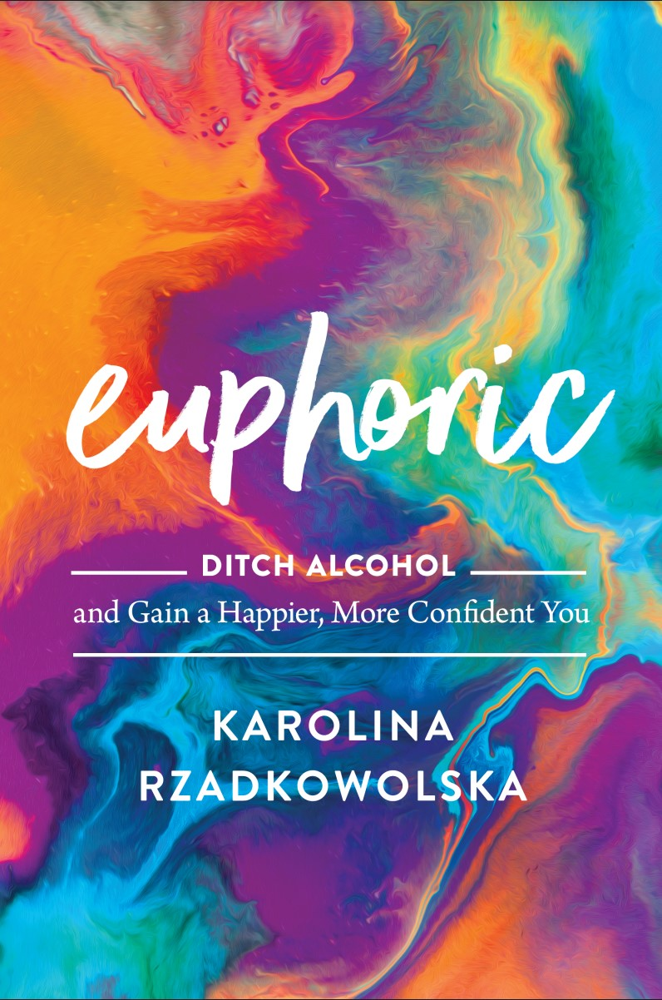 euphoric
DITCH ALCOHOL
and Gain a Happier, More Confident You
KAROLINA
RZADKOWOLSKA